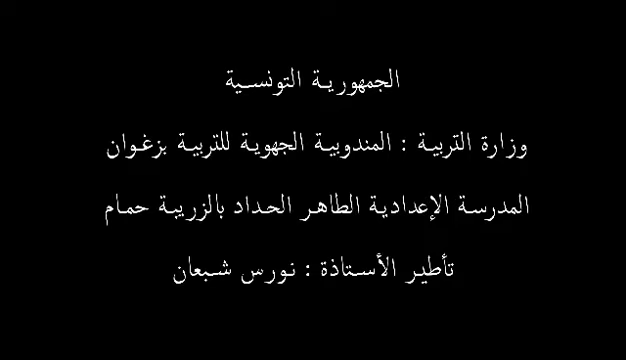 الجمهورية التونسية
وزارة التربية : المندوبية الجهوية للتربية بزغوان
المدرسة الإعدادية الطاهر الحداد بالزريبة حمام
تأطير الأستاذة : نورس شبعان